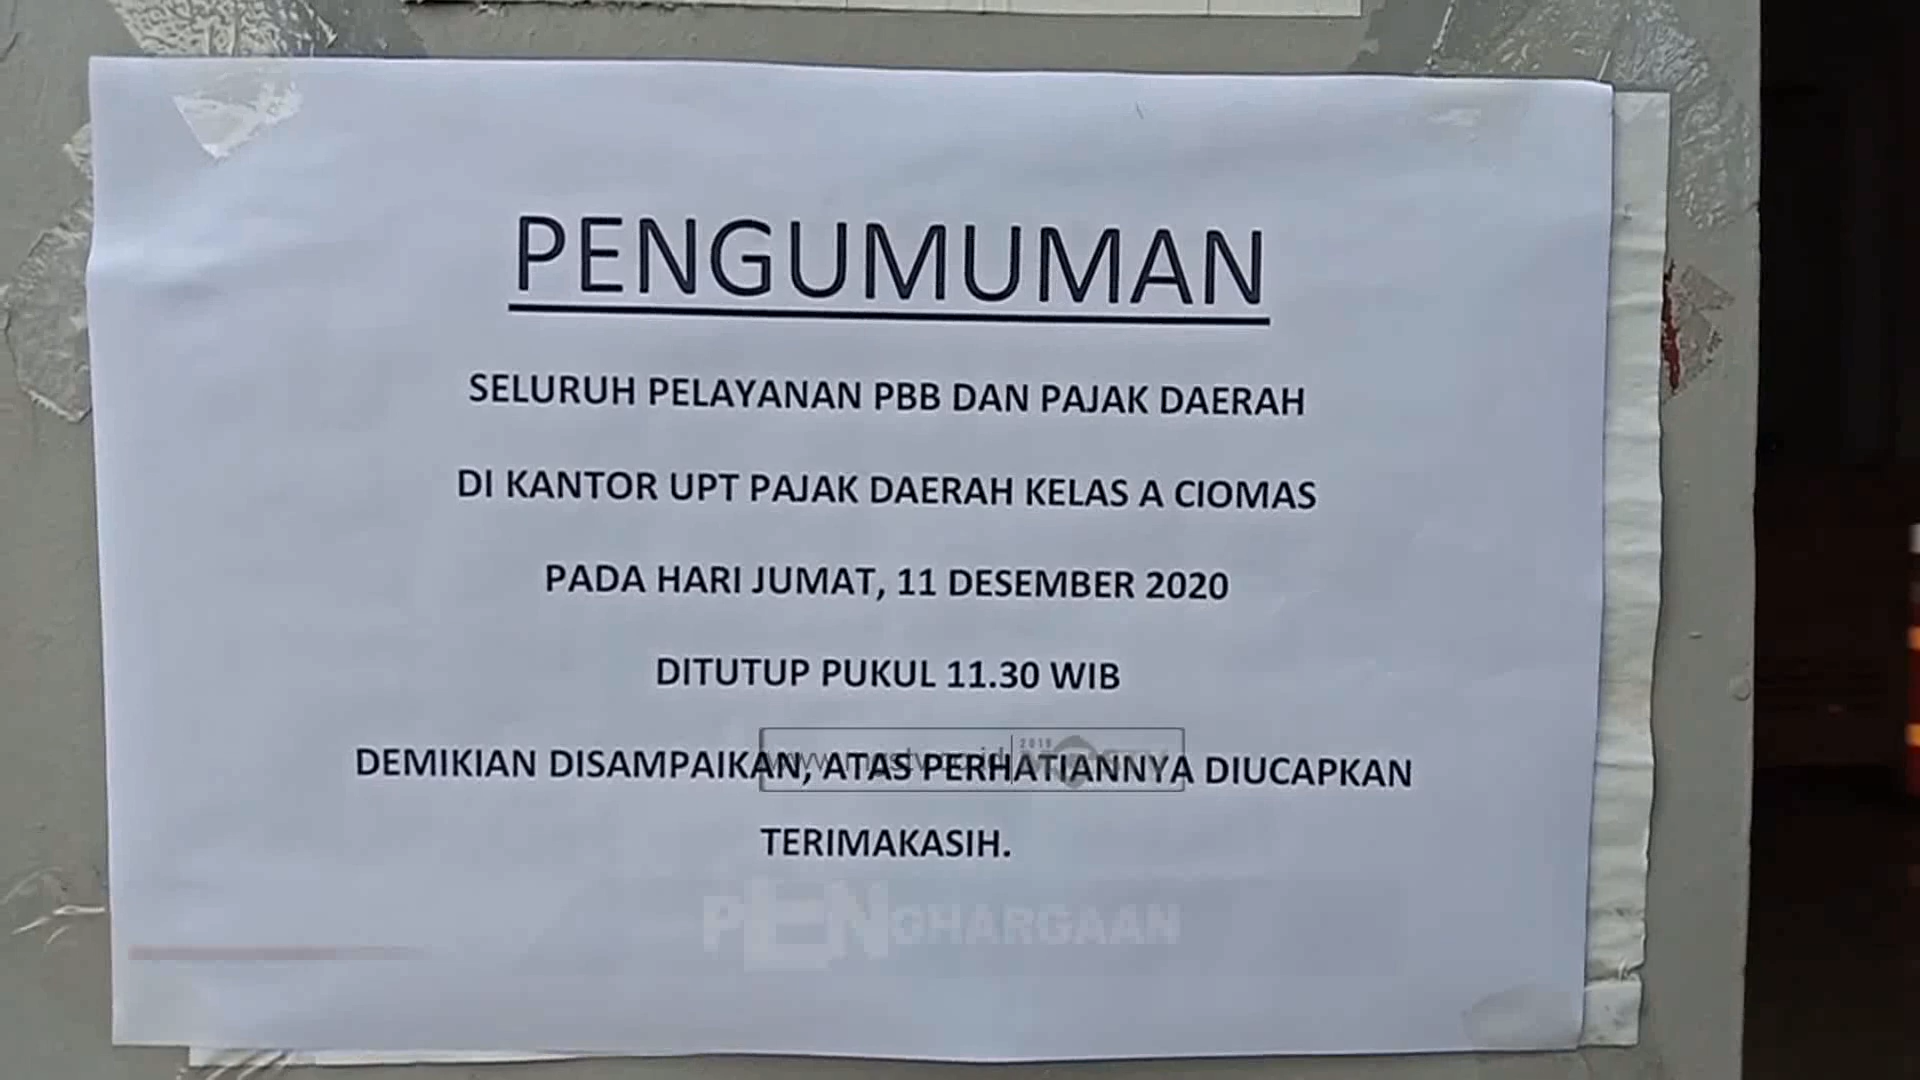 PENGUMUMAN
SELURUH PELAYANAN PBB DAN PAJAK DAERAH
DI KANTOR UPT PAJAK DAERAH KELAS A CIOMAS
PADA HARI JUMAT, 11 DESEMBER 2020
DITUTUP PUKUL 11.30 WIB
DEMIKIAN DISAMPAIKAN, ATAS PERHATIANNYA DIUCAPKAN
TERIMAKASIH.
PENGHARGAAN